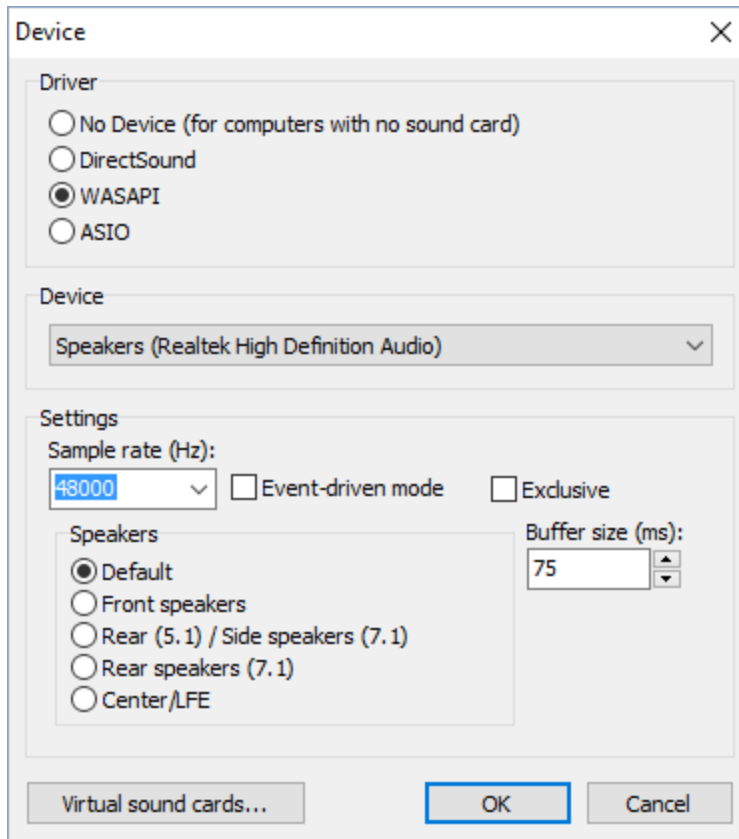 Device
Driver
No Device (for computers with no sound card)
DirectSound
WASAPI
ASIO
Device
Speakers (Realtek High Definition Audio)
Settings
Sample rate (Hz):
48000
Event-driven mode
Exclusive
Speakers
Buffer size (ms):
75
Default
Front speakers
Rear (5.1) / Side speakers (7.1)
Rear speakers (7.1)
Center/LFE
Virtual sound cards...
OK
Cancel